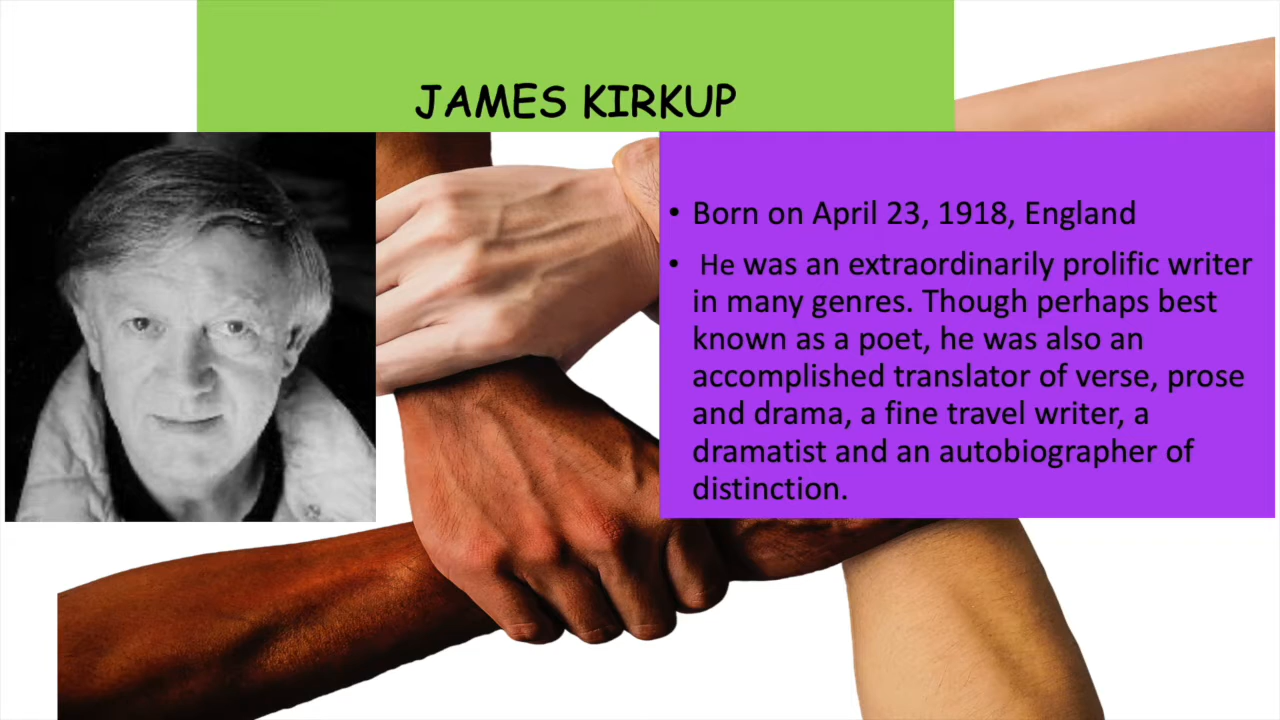 JAMES KIRKUP
• Born on April 23, 1918, England
• He was an extraordinarily prolific writer
in many genres. Though perhaps best
known as a poet, he was also an
accomplished translator of verse, prose
and drama, a fine travel writer, a
dramatist and an autobiographer of
distinction.